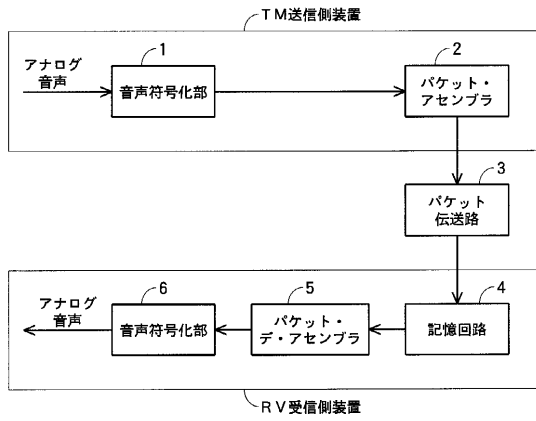 TM送信側装置
アナログ
音声
1
音声符号化部
2
パケット・
アセンブラ
3
パケット
伝送路
アナログ
音声
6
音声符号化部
5
パケット・
デ・アセンブラ
4
記憶回路
RV受信側装置